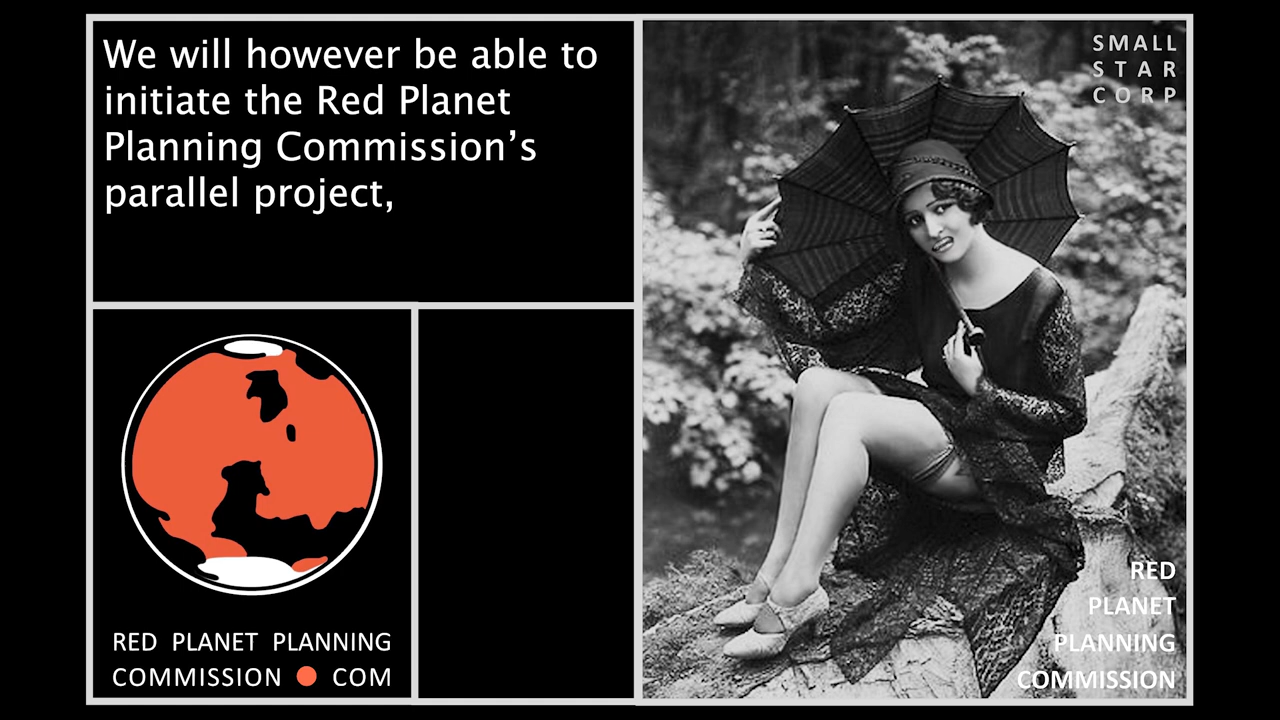 We will however be able to
initiate the Red Planet
Planning Commission’s
parallel project,
RED PLANET PLANNING
COMMISSION COM
SMALL
STAR
CORP
RED
PLANET
PLANNING
COMMISSION